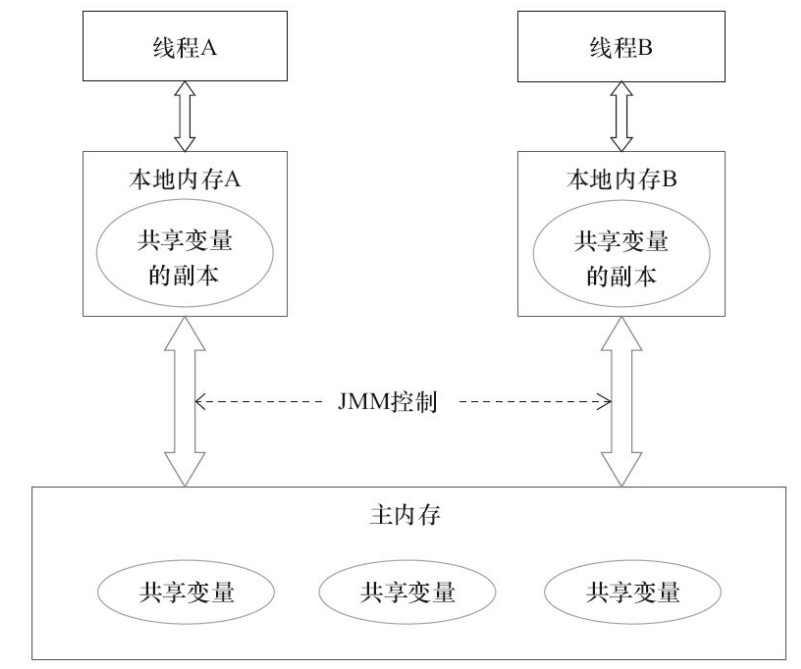 线程A
线程B
本地内存A
共享变量
的副本
本地内存B
共享变量
的副本
JMM控制
主内存
共享变量
共享变量
共享变量